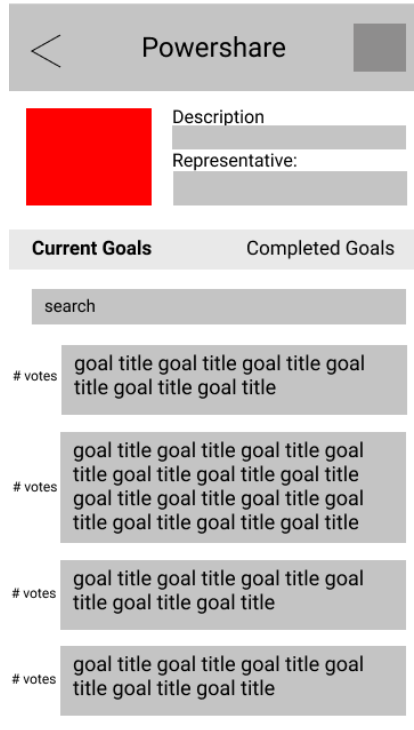 Powershare
Description
Representative:
Current Goals Completed Goals
search
# votes goal title goal title goal title goal
title goal title goal title
goal title goal title goal title goal
title goal title goal title goal title
# votes goal title goal title goal title goal
title goal title goal title goal title
# votes goal title goal title goal title goal
title goal title goal title
# votes goal title goal title goal title goal
title goal title goal title